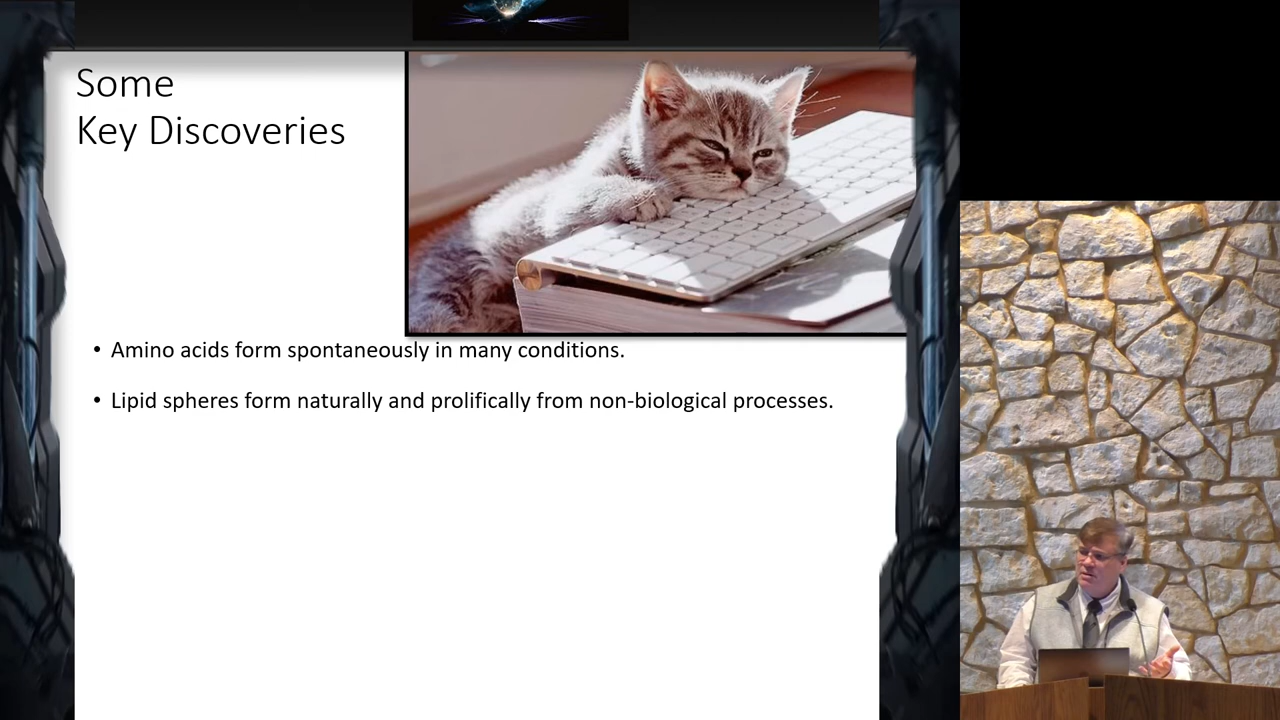 Some
Key Discoveries
• Amino acids form spontaneously in many conditions.
• Lipid spheres form naturally and prolifically from non-biological processes.